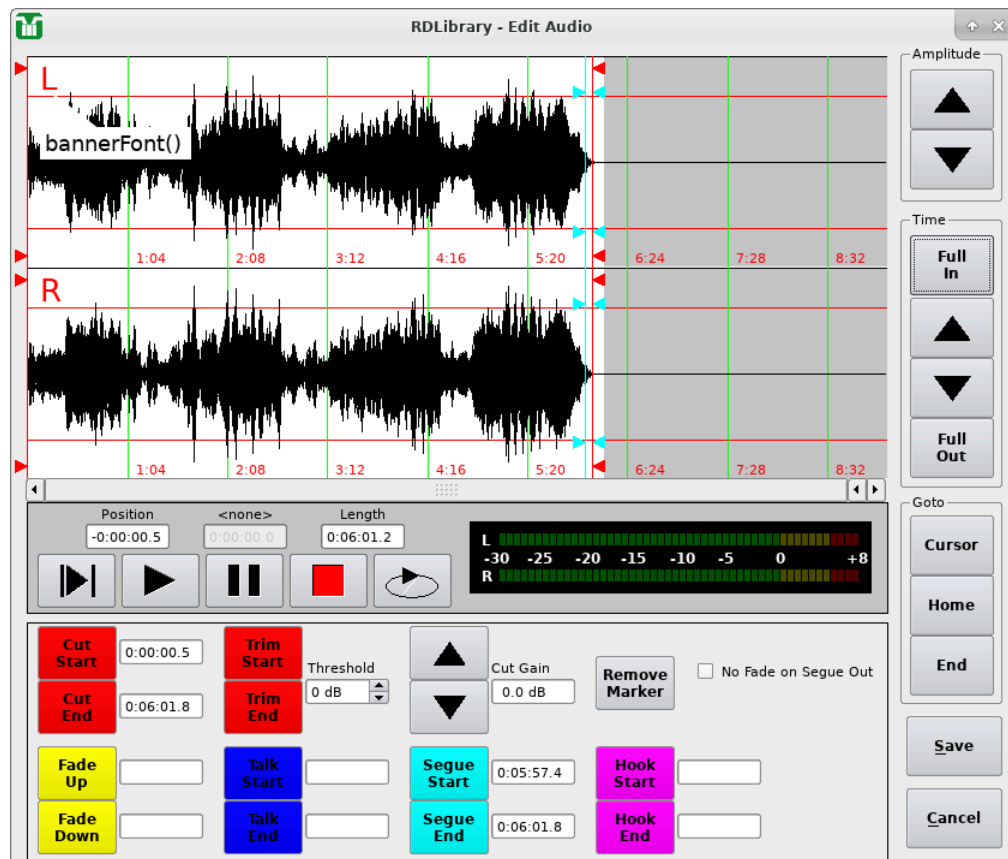 RDLibrary - Edit Audio
L
bannerFont()
1:04 2:08 3:12 4:16 5:20 6:24 7:28 8:32
R
1:04 2:08 3:12 4:16 5:20 6:24 7:28 8:32
Amplitude
Time
Full
In
Full
Out
Goto
Cursor
Home
End
Save
Cancel
Position <none> Length
-0:00:00.5 0:00:00.0 0:06:01.2
L
-30 -25 -20 -15 -10 -5 0 +8
R
Cut
Start
0:00:00.5
Cut
End
0:06:01.8
Trim
Start
Trim
End
Threshold
0 dB
Cut Gain
0.0 dB
Remove
Marker
No Fade on Segue Out
Fade
Up
Fade
Down
Talk
Start
Talk
End
Segue
Start
0:05:57.4
Segue
End
0:06:01.8
Hook
Start
Hook
End